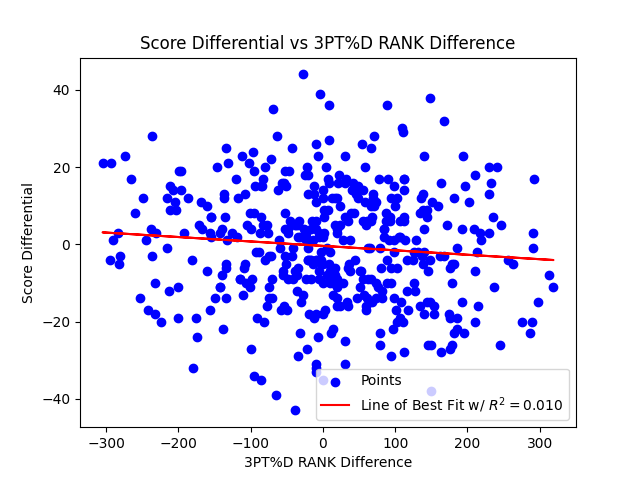 Score Differential vs 3PT%D RANK Difference
Score Differential
40
20
0
−20
−40
−300
−200
−100
0
100
200
300
3PT%D RANK Difference
Points
Line of Best Fit w/ R² = 0.010